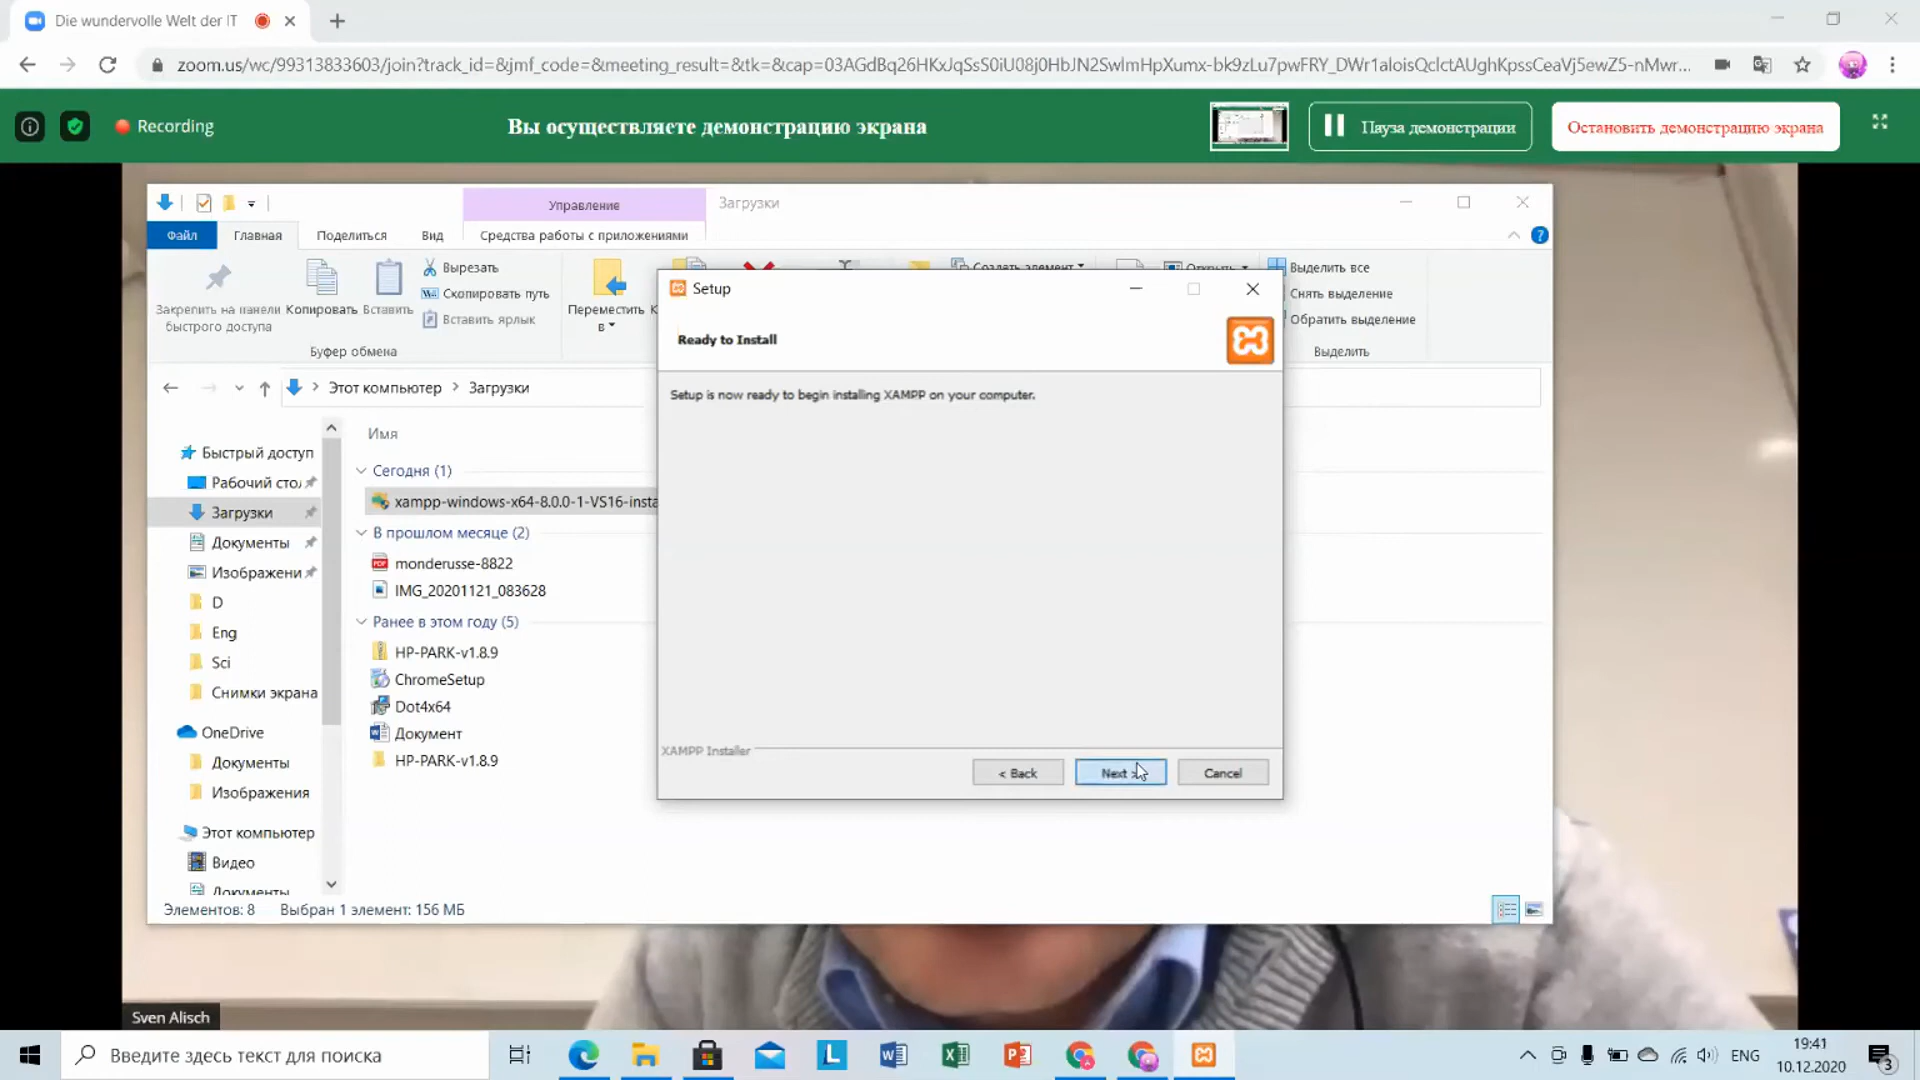 Die wundervolle Welt der IT
zoom.us/wc/99313833603/join?track_id=&jmf_code=&meeting_result=&tk=&cap=03AGdBq26HKxJqSsS0iU08j0HbJN2SwlmHpXumx-bk9zLu7pwFRY_DWr1aloisQclctAUghKpssCeaVj5ewZ5-nMwr...
Recording
Вы осуществляете демонстрацию экрана
Пауза демонстрации
Остановить демонстрацию экрана
Управление
Загрузки
Файл
Главная
Поделиться
Вид
Средства работы с приложениями
Закрепить на панели быстрого доступа
Копировать
Вставить
Вырезать
Скопировать путь
Вставить ярлык
Буфер обмена
Переместить в
Создать элемент
Открыть
Выделить все
Снять выделение
Обратить выделение
Выделить
Этот компьютер
Загрузки
Быстрый доступ
Рабочий стол
Загрузки
Документы
Изображени
D
Eng
Sci
Снимки экрана
OneDrive
Документы
Изображения
Этот компьютер
Видео
Документы
Имя
Сегодня (1)
xampp-windows-x64-8.0.0-1-VS16-insta
В прошлом месяце (2)
monderusse-8822
IMG_20201121_083628
Ранее в этом году (5)
HP-PARK-v1.8.9
ChromeSetup
Dot4x64
Документ
HP-PARK-v1.8.9
Элементов: 8
Выбран 1 элемент: 156 МБ
Setup
Ready to Install
Setup is now ready to begin installing XAMPP on your computer.
XAMPP Installer
< Back
Next >
Cancel
Sven Alisch
Введите здесь текст для поиска
ENG
19:41
10.12.2020
3